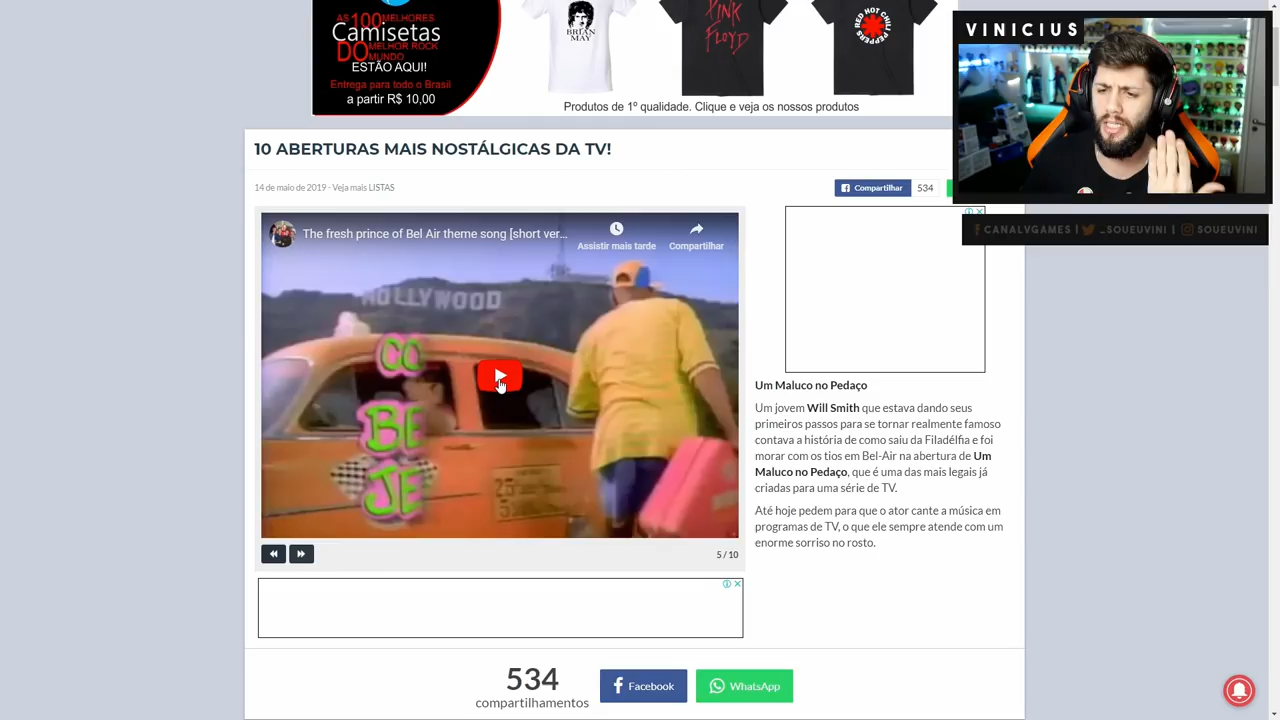 AS 100 MELHORES
Camisetas
DO MELHOR ROCK
MUNDO
ESTÃO AQUI!
Entrega para todo o Brasil
a partir R$ 10,00
BRIAN
MAY
PINK
FLOYD
RED HOT CHILI PEPPERS
Produtos de 1º qualidade. Clique e veja os nossos produtos
VINICIUS
CANALVGAMES | _SOUEUVINI | SOUEUVINI
10 ABERTURAS MAIS NOSTÁLGICAS DA TV!
14 de maio de 2019 - Veja mais LISTAS
Compartilhar 534
The fresh prince of Bel Air theme song [short ver...
Assistir mais tarde
Compartilhar
HOLLYWOOD
CO
BE
JE
5 / 10
Um Maluco no Pedaço
Um jovem Will Smith que estava dando seus
primeiros passos para se tornar realmente famoso
contava a história de como saiu da Filadélfia e foi
morar com os tios em Bel-Air na abertura de Um
Maluco no Pedaço, que é uma das mais legais já
criadas para uma série de TV.
Até hoje pedem para que o ator cante a música em
programas de TV, o que ele sempre atende com um
enorme sorriso no rosto.
534
compartilhamentos
Facebook
WhatsApp